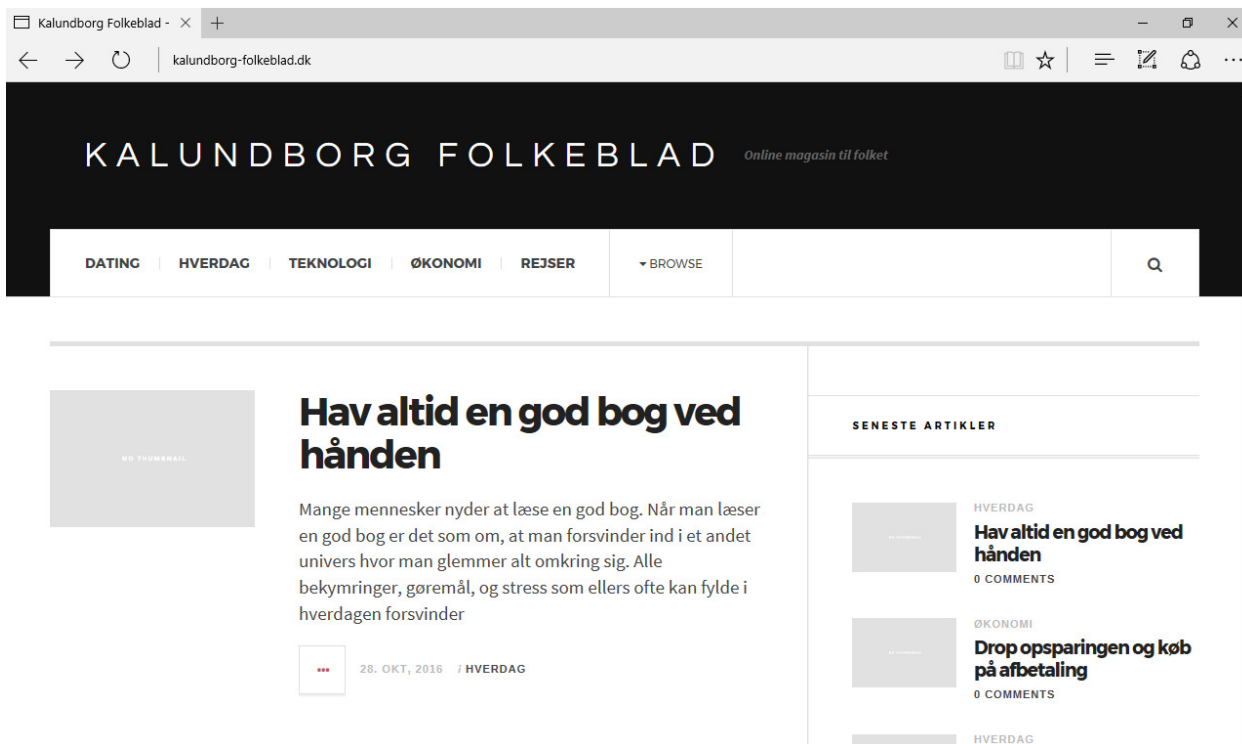 Kalundborg Folkeblad -
kalundborg-folkeblad.dk
KALUNDBORG FOLKEBLAD
Online magasin til folket
DATING
HVERDAG
TEKNOLOGI
ØKONOMI
REJSER
BROWSE
NO THUMBNAIL
Hav altid en god bog ved
hånden
Mange mennesker nyder at læse en god bog. Når man læser
en god bog er det som om, at man forsvinder ind i et andet
univers hvor man glemmer alt omkring sig. Alle
bekymringer, gøremål, og stress som ellers ofte kan fylde i
hverdagen forsvinder
28. OKT, 2016 / HVERDAG
SENESTE ARTIKLER
HVERDAG
Hav altid en god bog ved
hånden
0 COMMENTS
ØKONOMI
Drop opsparingen og køb
på afbetaling
0 COMMENTS
HVERDAG